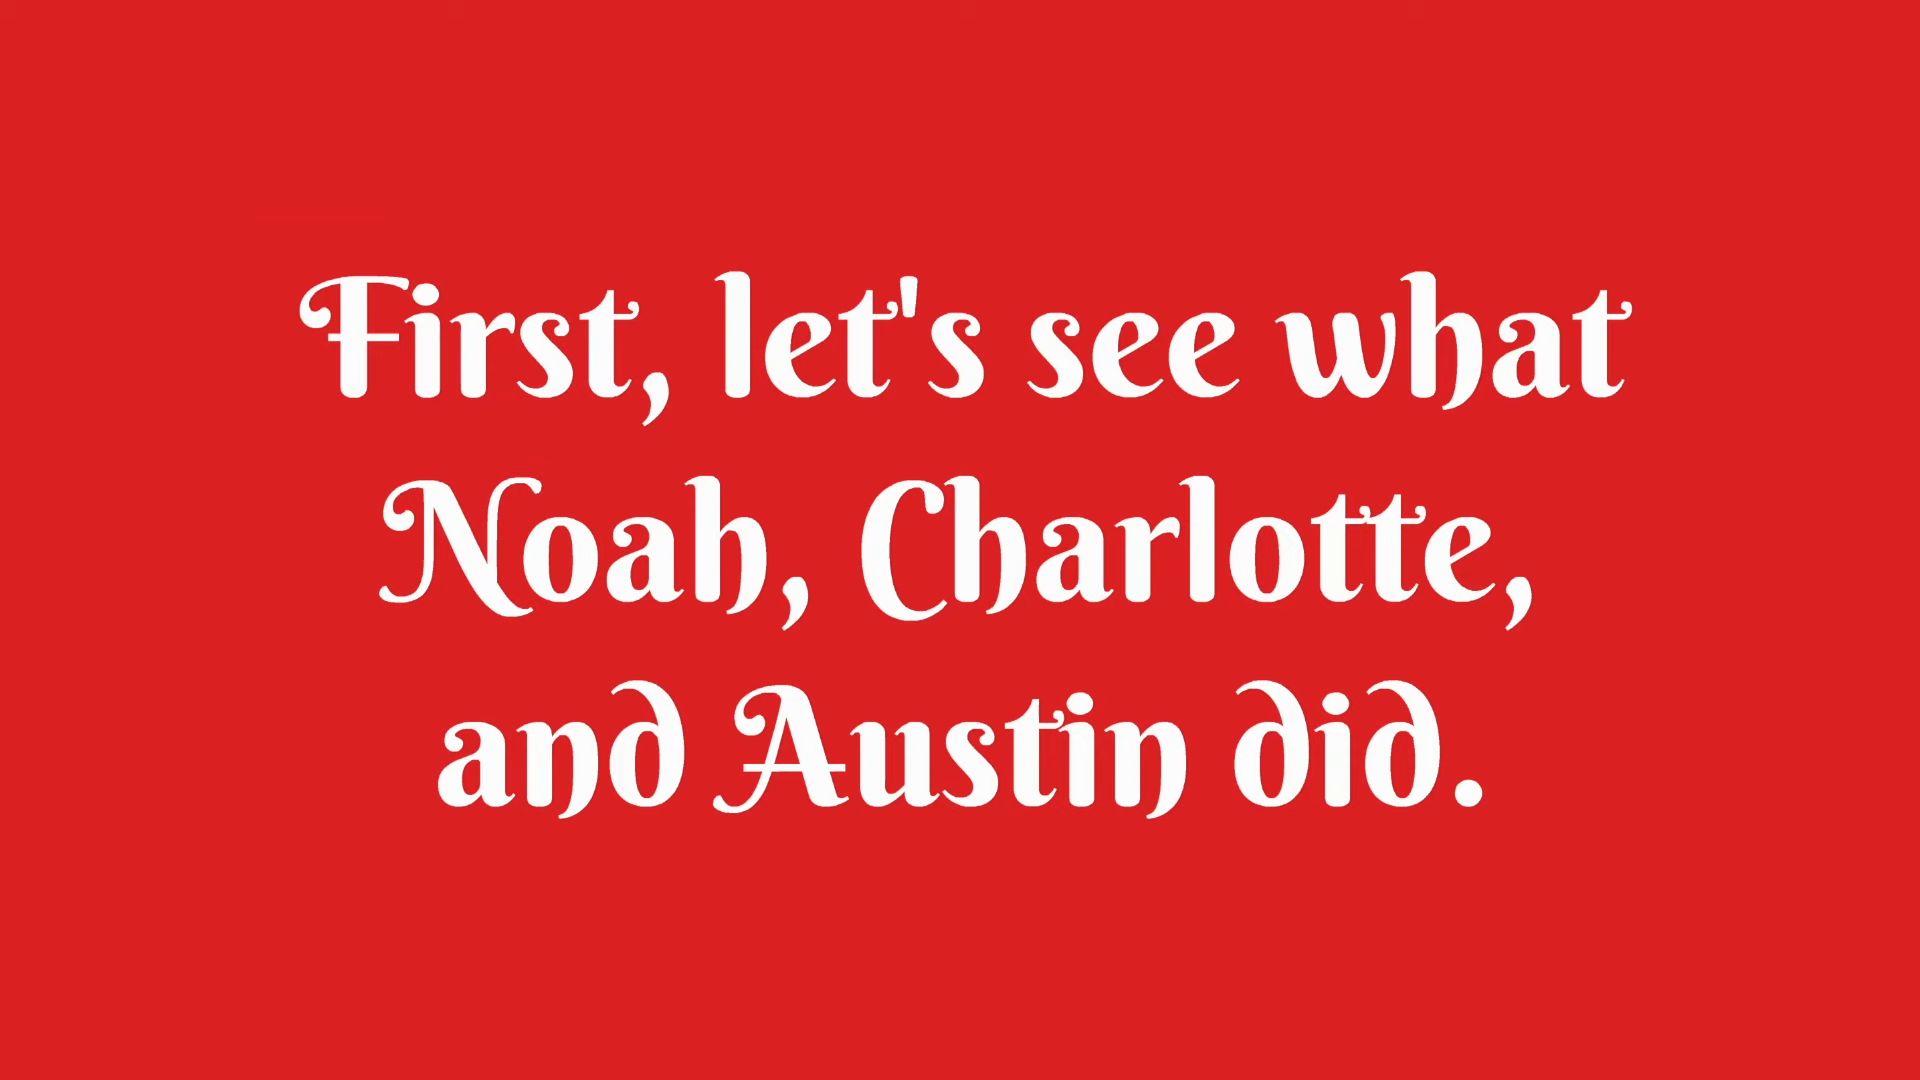 First, let's see what
Noah, Charlotte,
and Austin did.